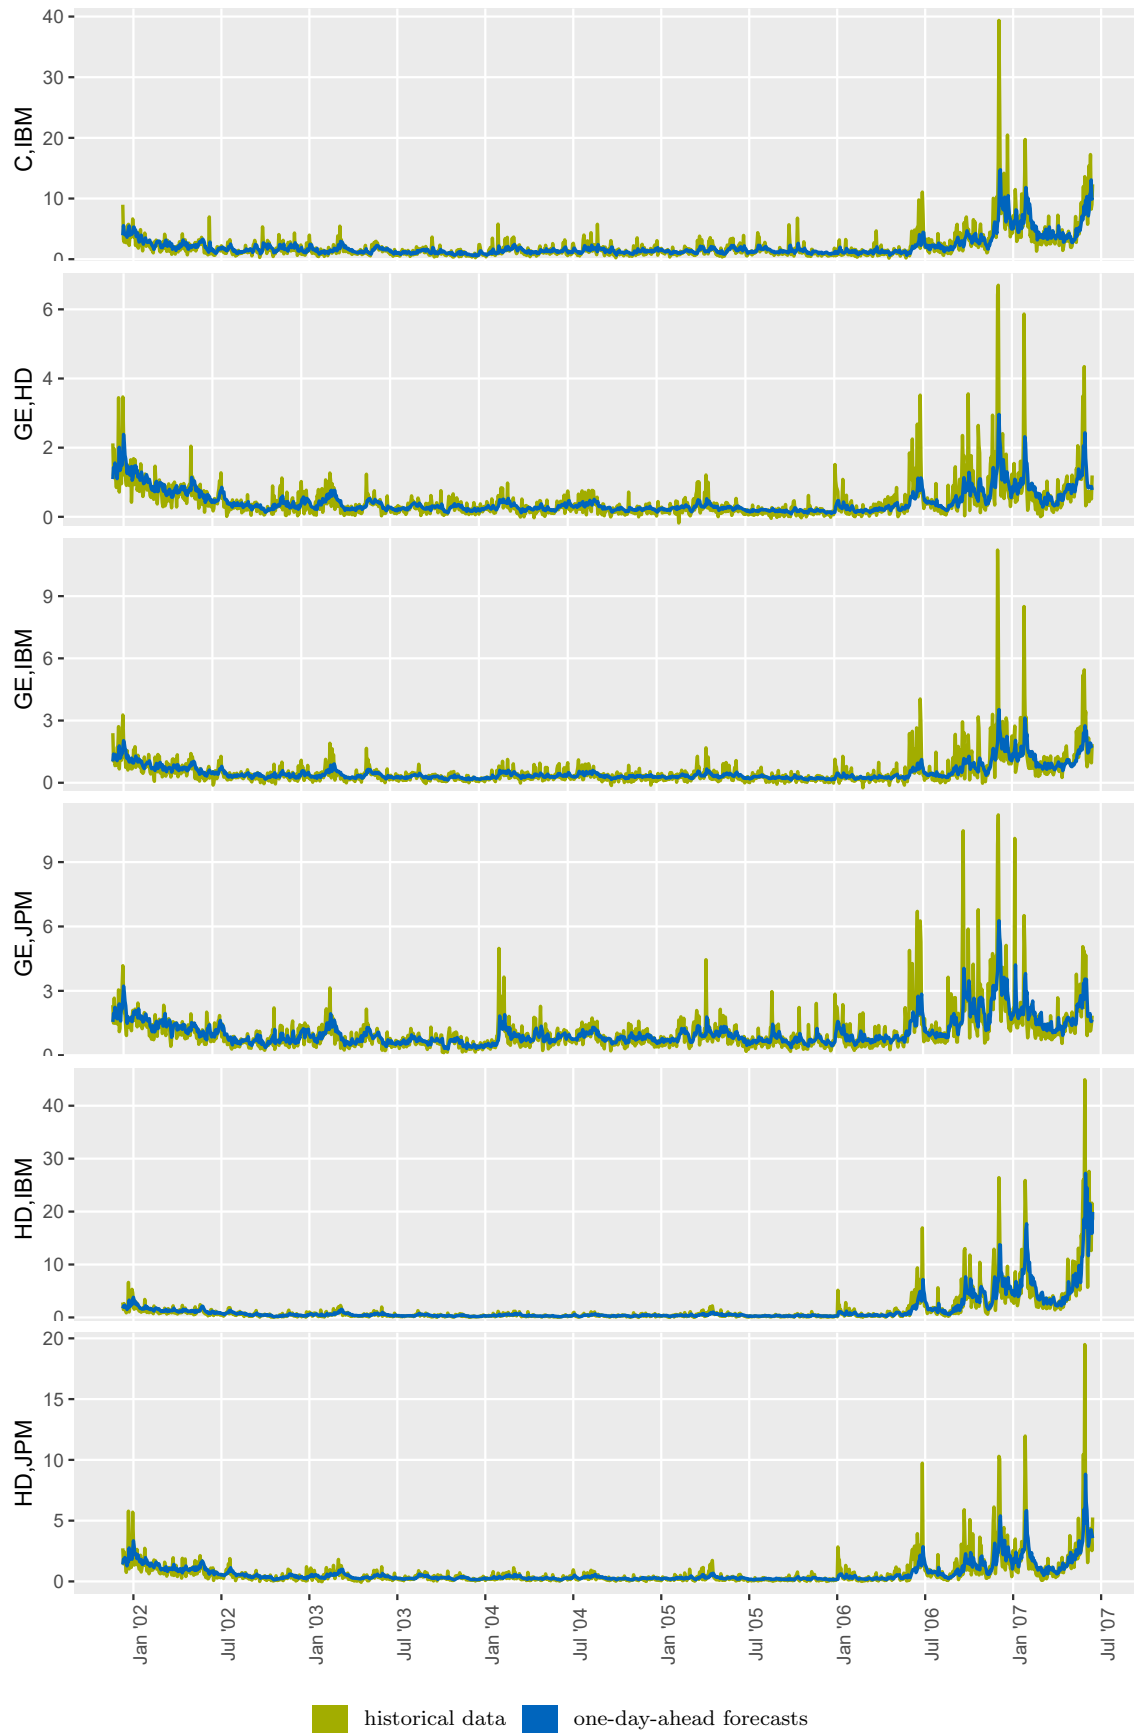 40
30
20
10
0
C,IBM
6
4
2
0
GE,HD
9
6
3
0
GE,IBM
9
6
3
0
GE,JPM
40
30
20
10
0
HD,IBM
20
15
10
5
0
HD,JPM
Jan '02
Jul '02
Jan '03
Jul '03
Jan '04
Jul '04
Jan '05
Jul '05
Jan '06
Jul '06
Jan '07
Jul '07
historical data one-day-ahead forecasts